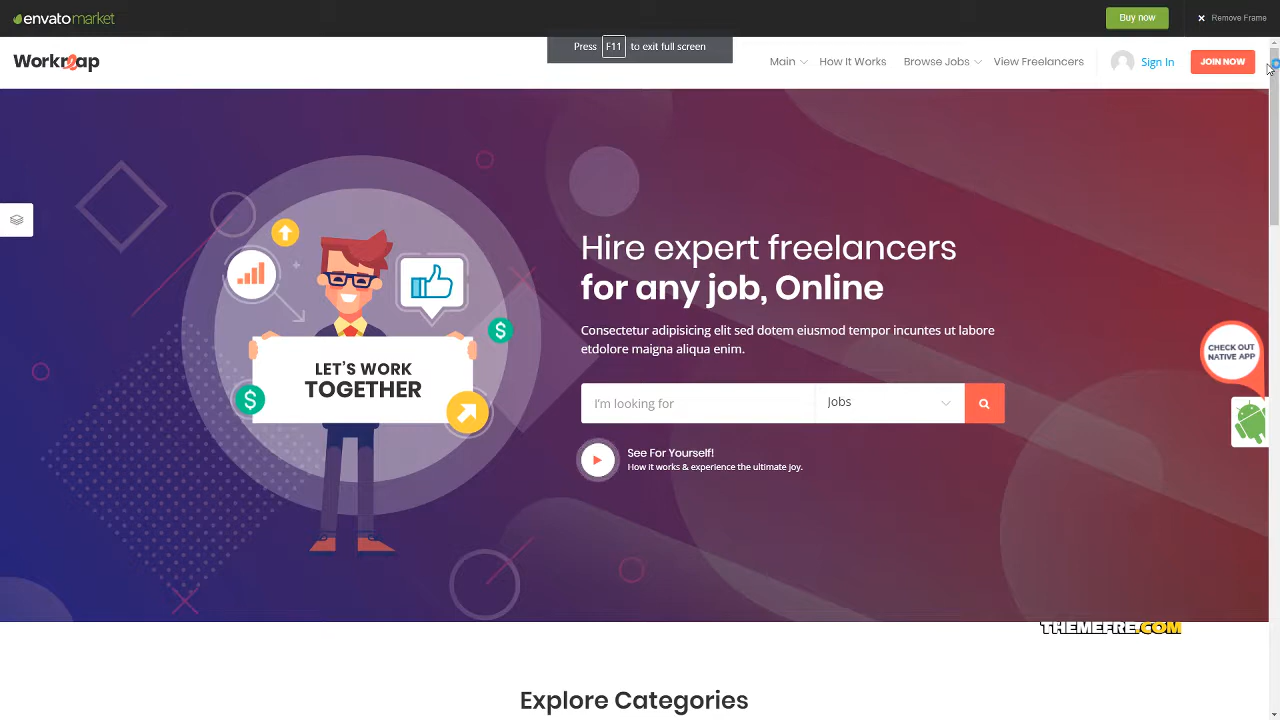 envatomarket
Buy now
Remove Frame
Press F11 to exit full screen
Workreap
Main
How It Works
Browse Jobs
View Freelancers
Sign In
JOIN NOW
Hire expert freelancers
for any job, Online
Consectetur adipisicing elit sed dotem eiusmod tempor incuntes ut labore
etdolore maigna aliqua enim.
LET'S WORK
TOGETHER
CHECK OUT
NATIVE APP
I'm looking for
Jobs
See For Yourself!
How it works & experience the ultimate joy.
THEMEFRE.COM
Explore Categories